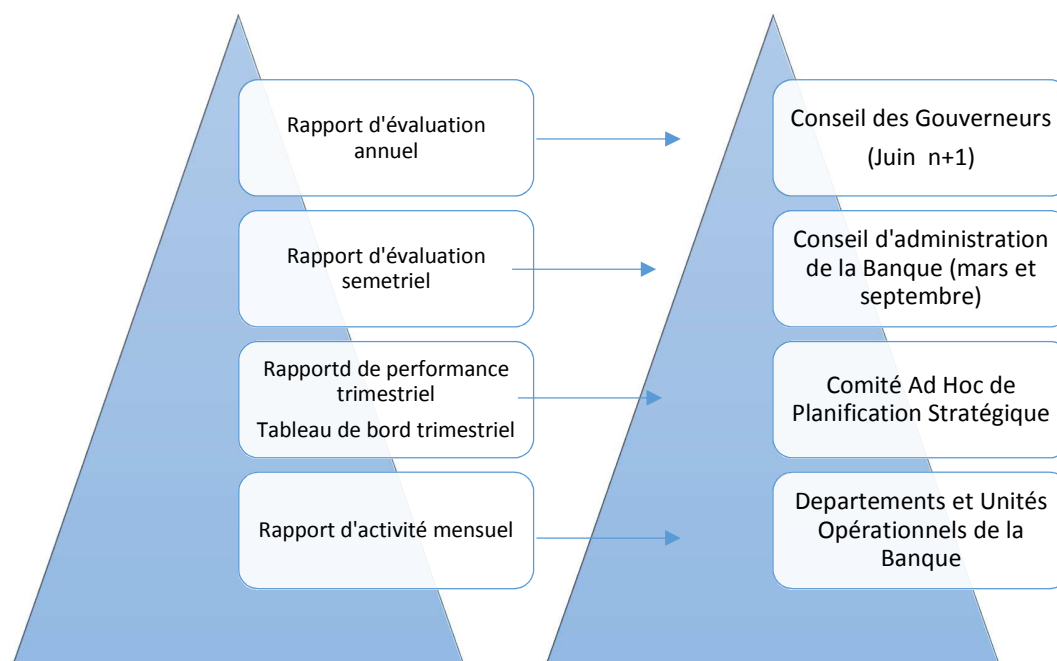 Rapport d'évaluation
annuel
Conseil des Gouverneurs
(Juin n+1)
Rapport d'évaluation
semetriel
Conseil d'administration
de la Banque (mars et
septembre)
Rapportd de performance
trimestriel
Tableau de bord trimestriel
Comité Ad Hoc de
Planification Stratégique
Rapport d'activité mensuel
Departements et Unités
Opérationnels de la
Banque